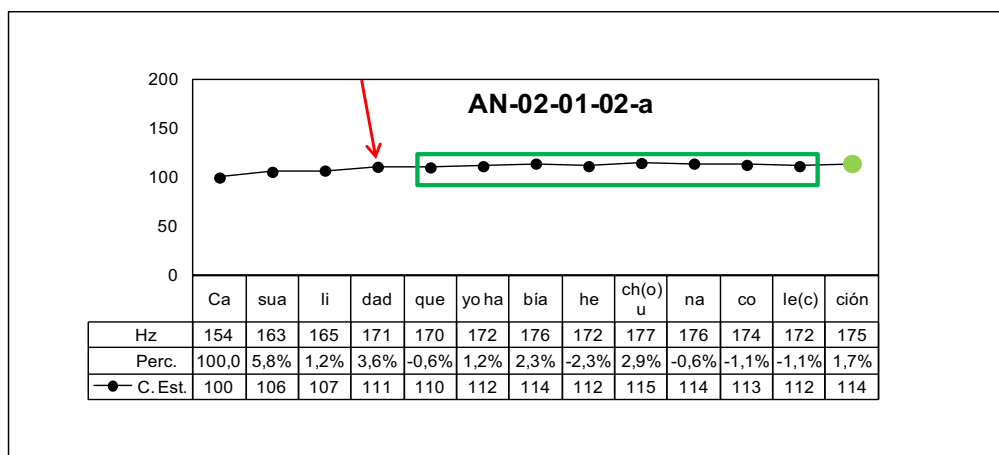 200
AN-02-01-02-a
150
100
50
0
Ca sua li dad que yo ha bía he ch(o)u na co le(c) ción
Hz 154 163 165 171 170 172 176 172 177 176 174 172 175
Perc. 100,0 5,8% 1,2% 3,6% -0,6% 1,2% 2,3% -2,3% 2,9% -0,6% -1,1% -1,1% 1,7%
C. Est. 100 106 107 111 110 112 114 112 115 114 113 112 114